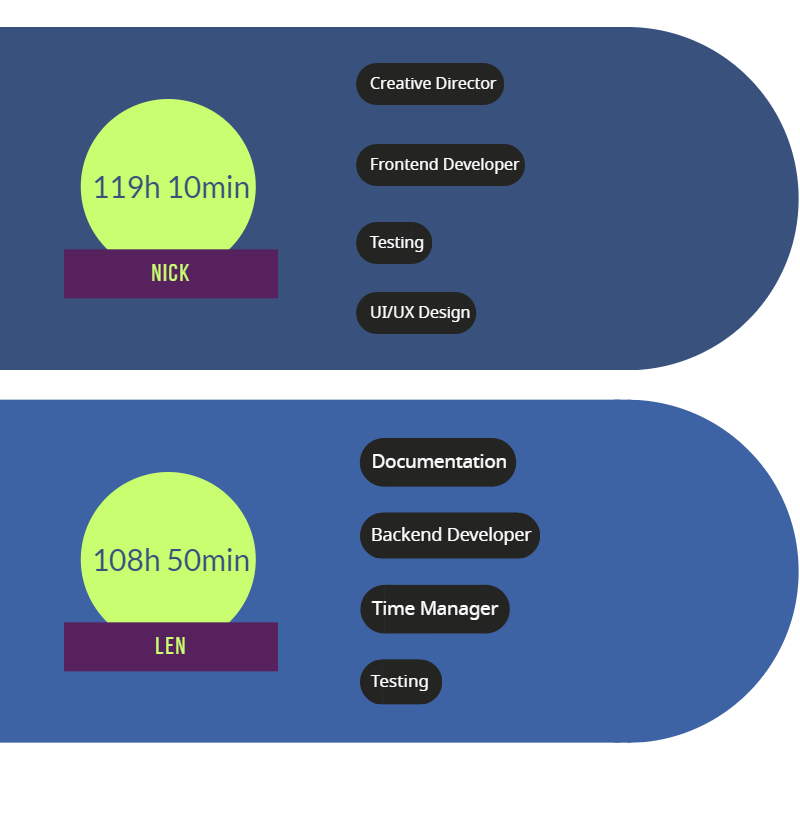 Creative Director
Frontend Developer
119h 10min
Testing
NICK
UI/UX Design
Documentation
Backend Developer
108h 50min
Time Manager
LEN
Testing